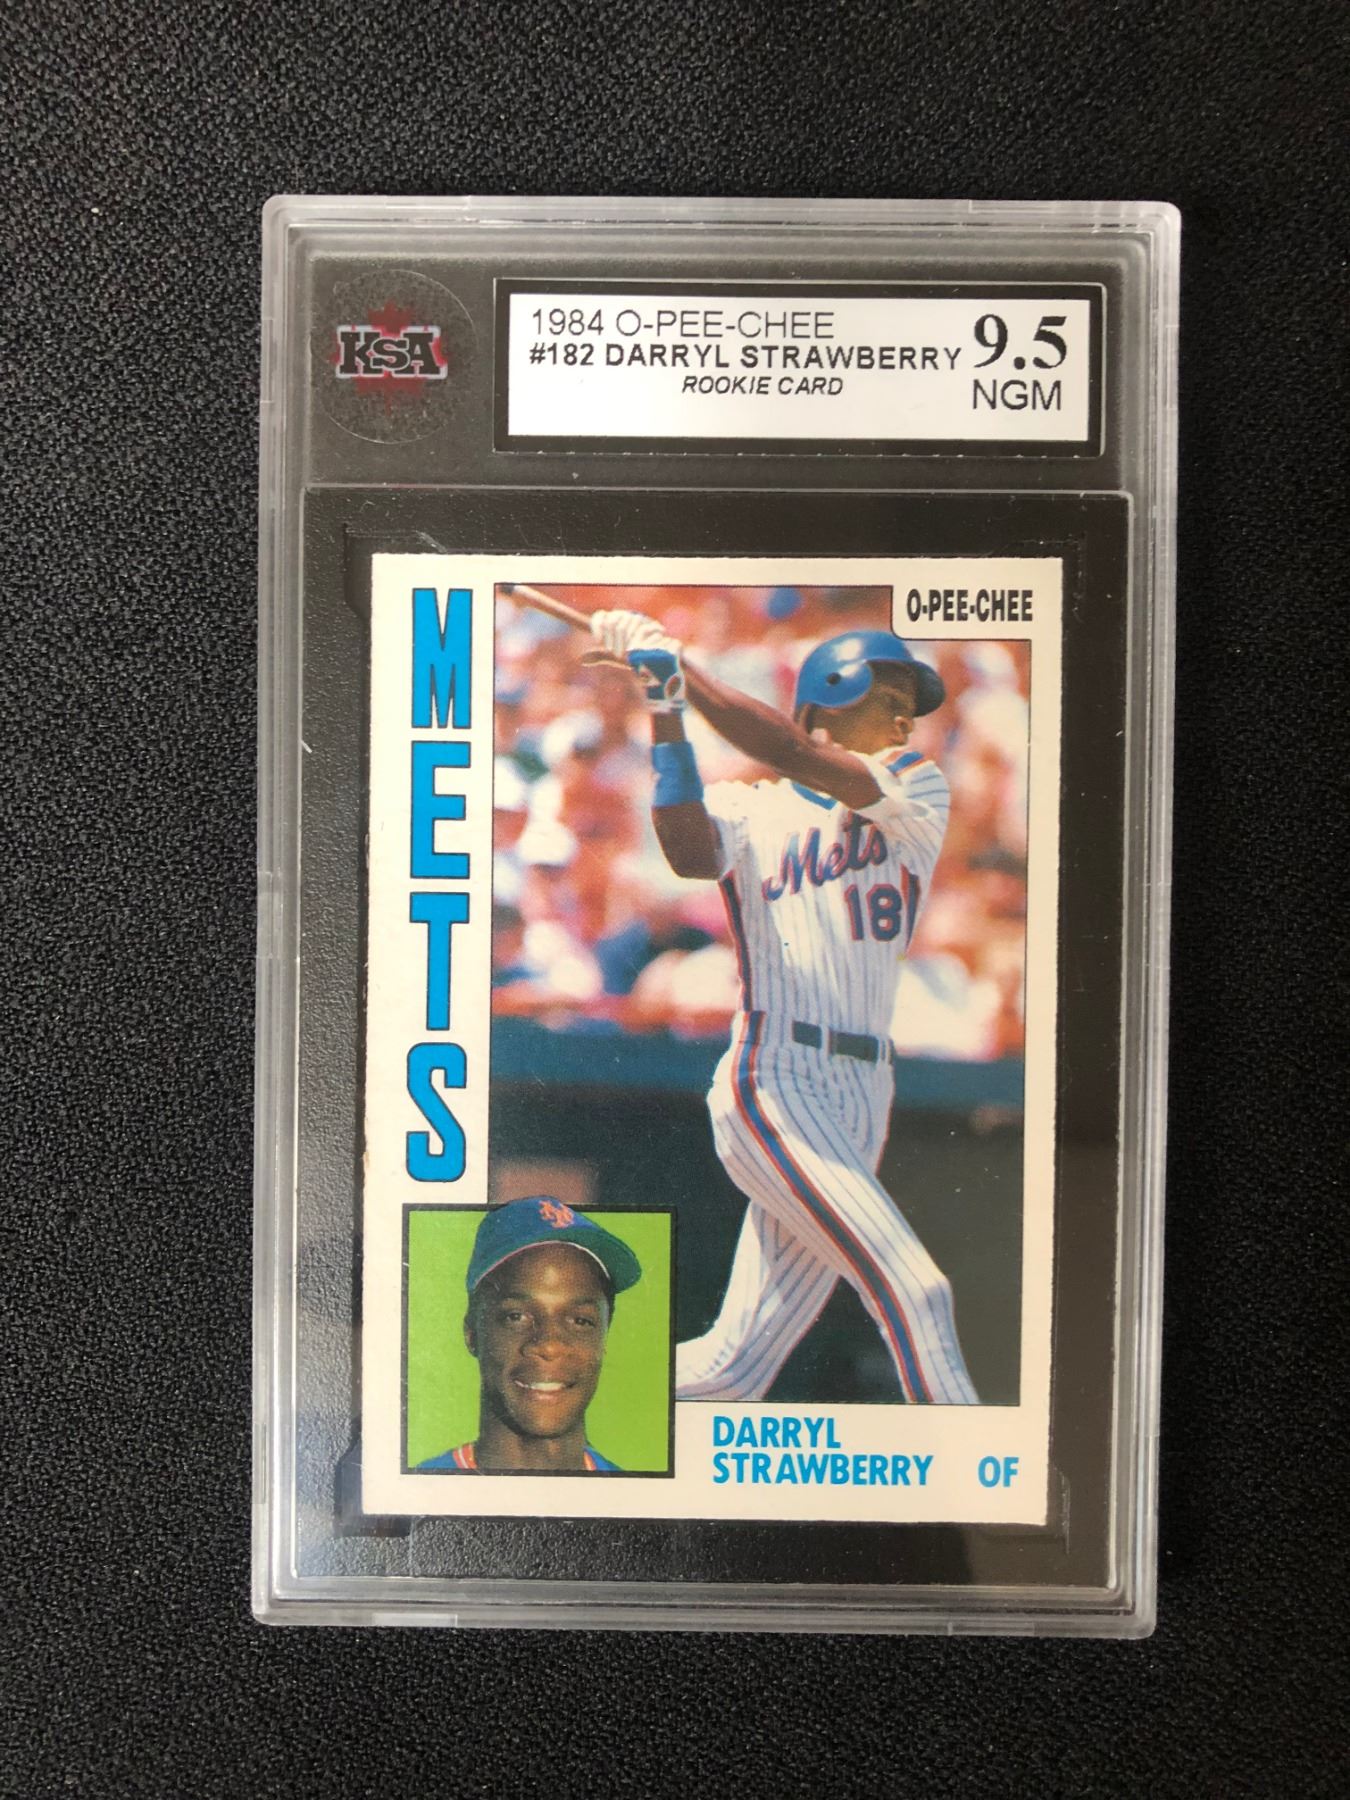 KSA
1984 O-PEE-CHEE
#182 DARRYL STRAWBERRY
ROOKIE CARD
9.5
NGM
METS
O-PEE-CHEE
Mets
18
NY
DARRYL
STRAWBERRY OF